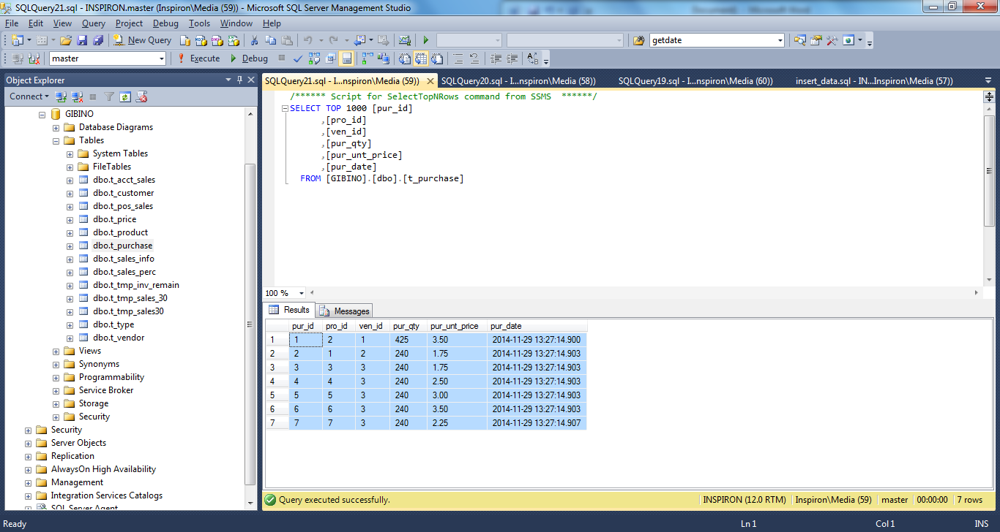 SQLQuery21.sql - INSPIRON.master (Inspiron\Media (59)) - Microsoft SQL Server Management Studio
File Edit View Query Project Debug Tools Window Help
New Query getdate
master Execute Debug
Object Explorer
Connect
GIBINO
Database Diagrams
Tables
System Tables
FileTables
dbo.t_acct_sales
dbo.t_customer
dbo.t_pos_sales
dbo.t_price
dbo.t_product
dbo.t_purchase
dbo.t_sales_info
dbo.t_sales_perc
dbo.t_tmp_inv_remain
dbo.t_tmp_sales_30
dbo.t_tmp_sales30
dbo.t_type
dbo.t_vendor
Views
Synonyms
Programmability
Service Broker
Storage
Security
Security
Server Objects
Replication
AlwaysOn High Availability
Management
Integration Services Catalogs
SQL Server Agent
SQLQuery21.sql - I...nspiron\Media (59)) SQLQuery20.sql - I...nspiron\Media (58)) SQLQuery19.sql - I...nspiron\Media (60)) insert_data.sql - IN...Inspiron\Media (57))
/****** Script for SelectTopNRows command from SSMS  ******/
SELECT TOP 1000 [pur_id]
,[pro_id]
,[ven_id]
,[pur_qty]
,[pur_unt_price]
,[pur_date]
FROM [GIBINO].[dbo].[t_purchase]
100 %
Results Messages
pur_id pro_id ven_id pur_qty pur_unt_price pur_date
1 1 2 1 425 3.50 2014-11-29 13:27:14.900
2 2 1 2 240 1.75 2014-11-29 13:27:14.903
3 3 3 3 240 1.75 2014-11-29 13:27:14.903
4 4 4 3 240 2.50 2014-11-29 13:27:14.903
5 5 5 3 240 3.00 2014-11-29 13:27:14.903
6 6 6 3 240 3.50 2014-11-29 13:27:14.903
7 7 7 3 240 2.25 2014-11-29 13:27:14.907
Query executed successfully. INSPIRON (12.0 RTM) Inspiron\Media (59) master 00:00:00 7 rows
Ready Ln 1 Col 1 INS